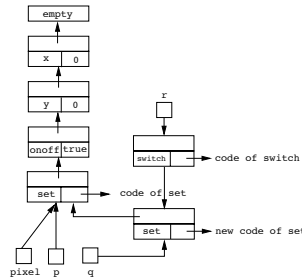 empty
x 0
y 0
r
onoff true
switch code of switch
set code of set
set new code of set
pixel p q